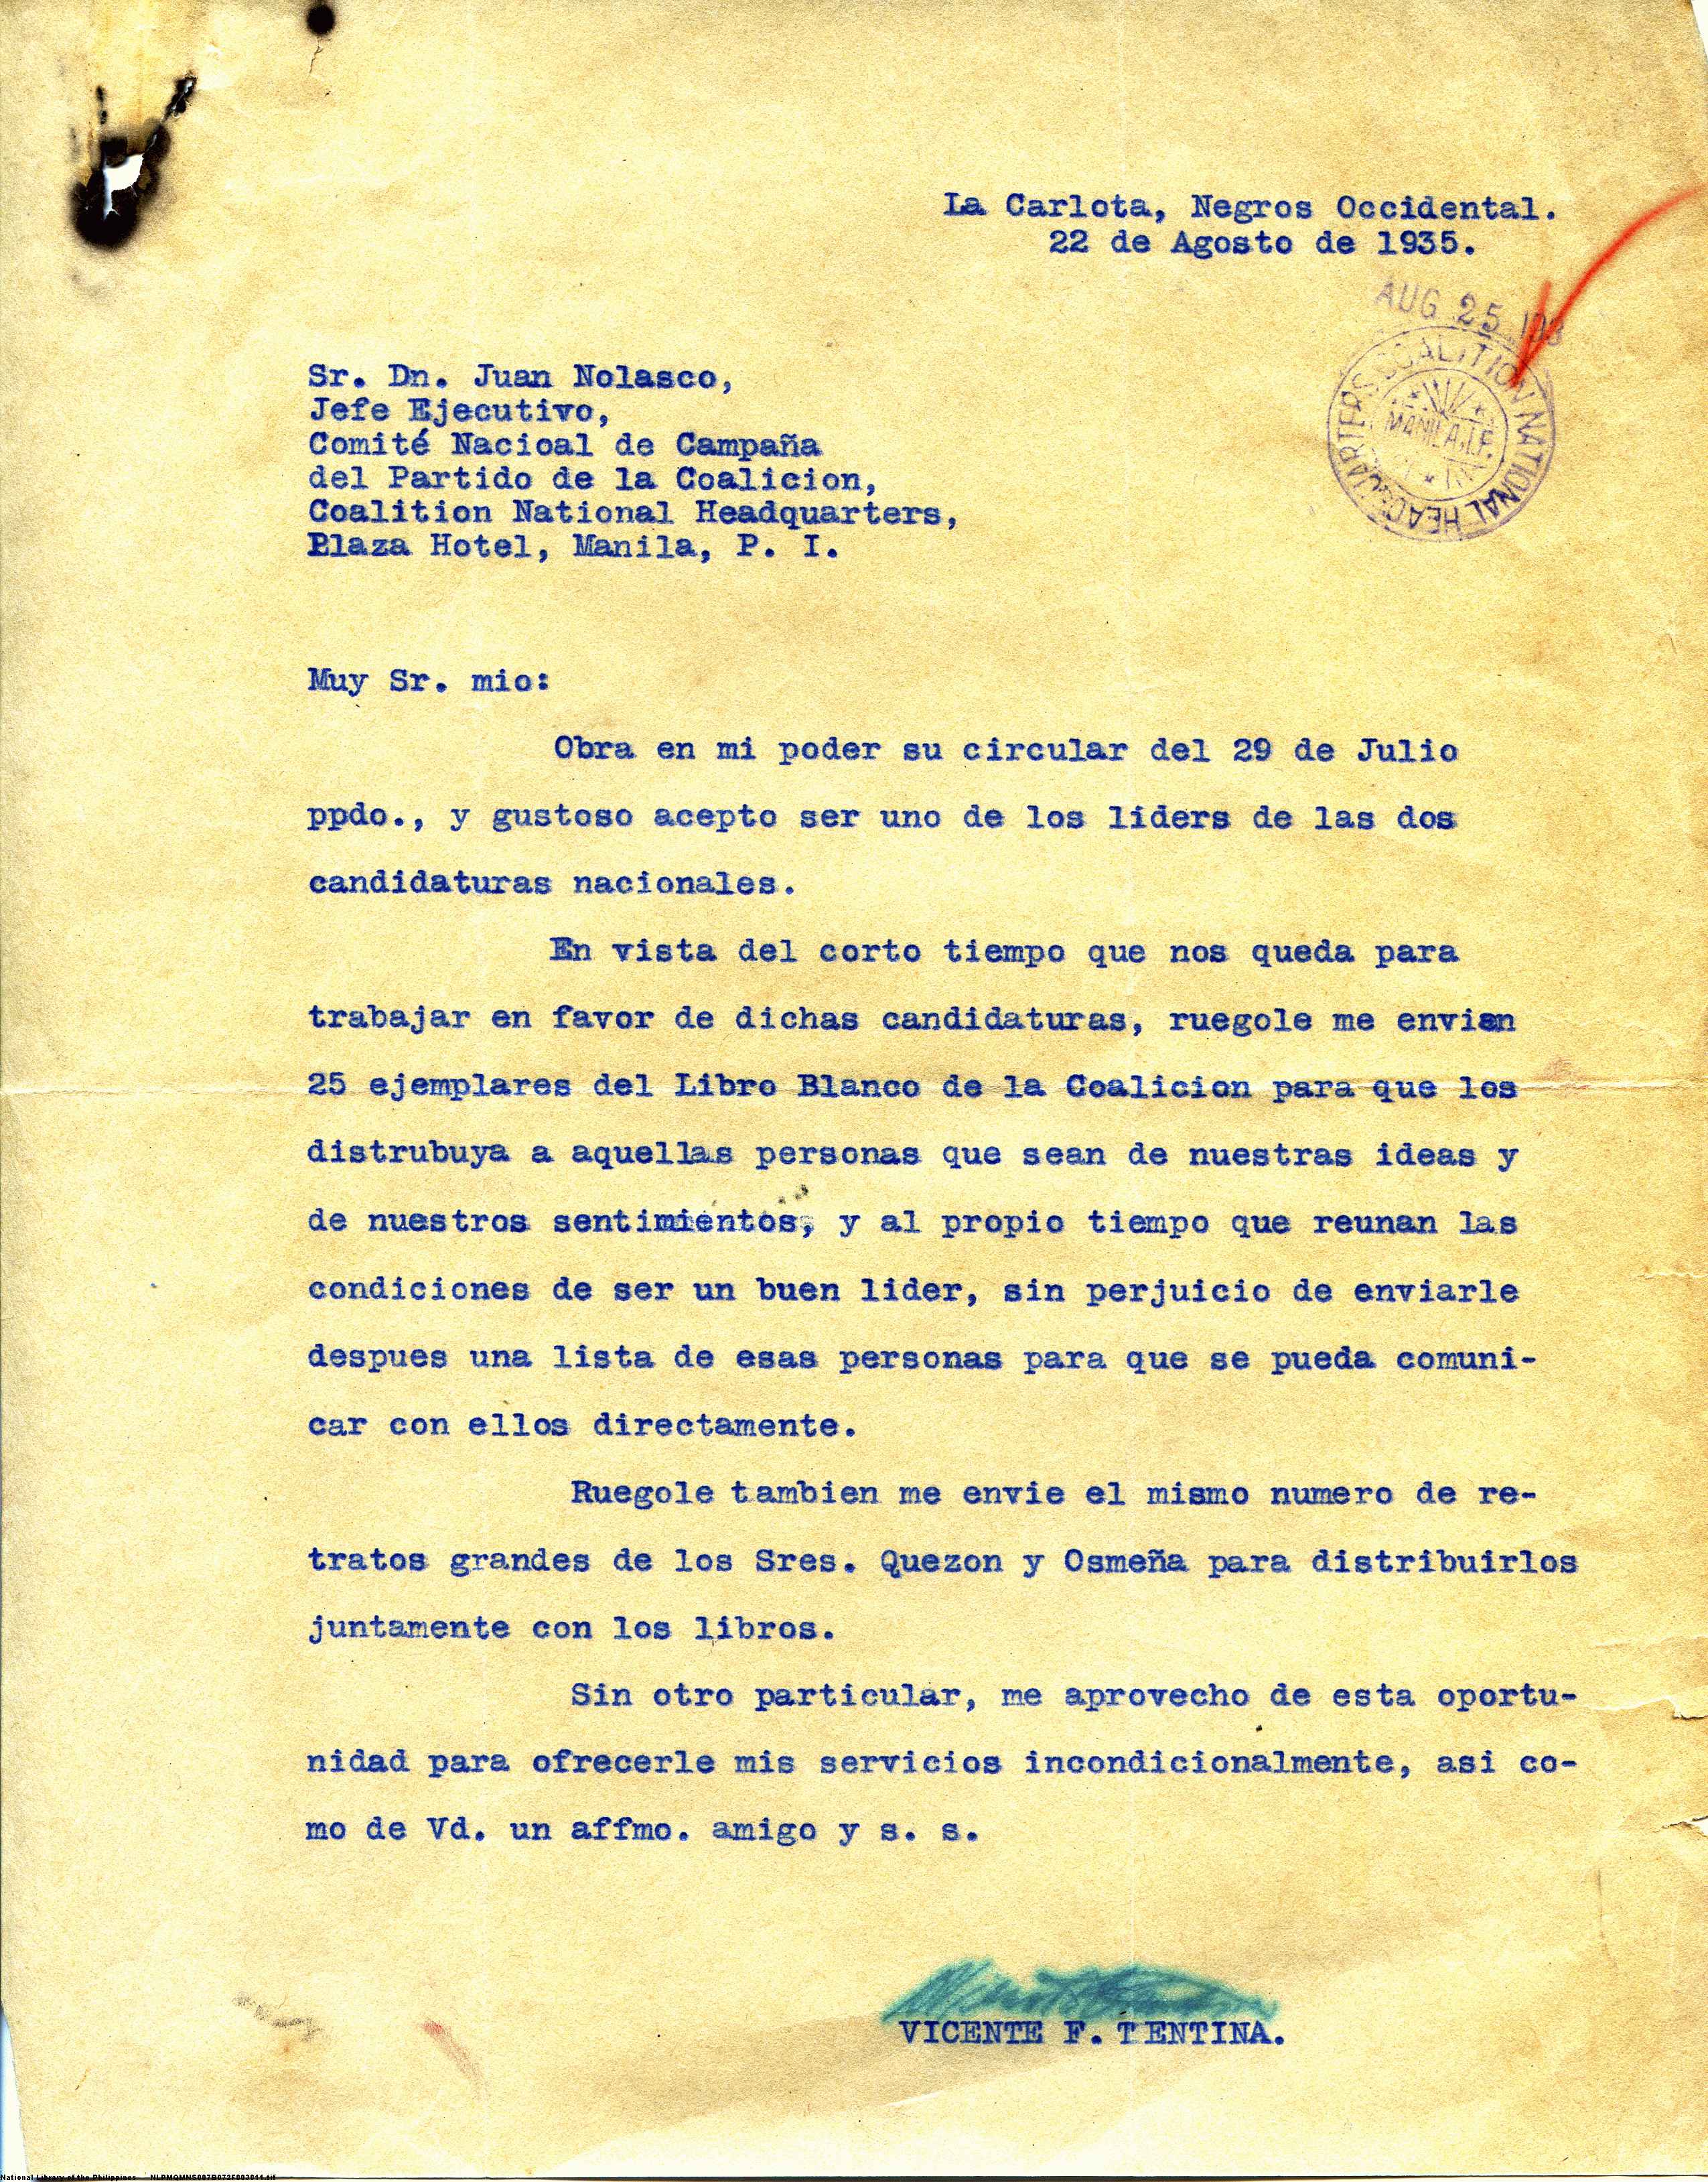 La Carlota, Negros Occidental.
22 de Agosto de 1935.
AUG 25 193
COALITION NATIONAL HEADQUARTERS
MANILA, P.I.
Sr. Dn. Juan Nolasco,
Jefe Ejecutivo,
Comité Nacioal de Campaña
del Partido de la Coalicion,
Coalition National Headquarters,
Plaza Hotel, Manila, P. I.
Muy Sr. mio:
Obra en mi poder su circular del 29 de Julio
ppdo., y gustoso acepto ser uno de los liders de las dos
candidaturas nacionales.
En vista del corto tiempo que nos queda para
trabajar en favor de dichas candidaturas, ruegole me envien
25 ejemplares del Libro Blanco de la Coalicion para que los
distrubuya a aquellas personas que sean de nuestras ideas y
de nuestros sentimientos, y al propio tiempo que reunan las
condiciones de ser un buen lider, sin perjuicio de enviarle
despues una lista de esas personas para que se pueda comuni-
car con ellos directamente.
Ruegole tambien me envie el mismo numero de re-
tratos grandes de los Sres. Quezon y Osmeña para distribuirlos
juntamente con los libros.
Sin otro particular, me aprovecho de esta oportu-
nidad para ofrecerle mis servicios incondicionalmente, asi co-
mo de Vd. un affmo. amigo y s. s.
VICENTE F. TENTINA.
National Library of the Philippines